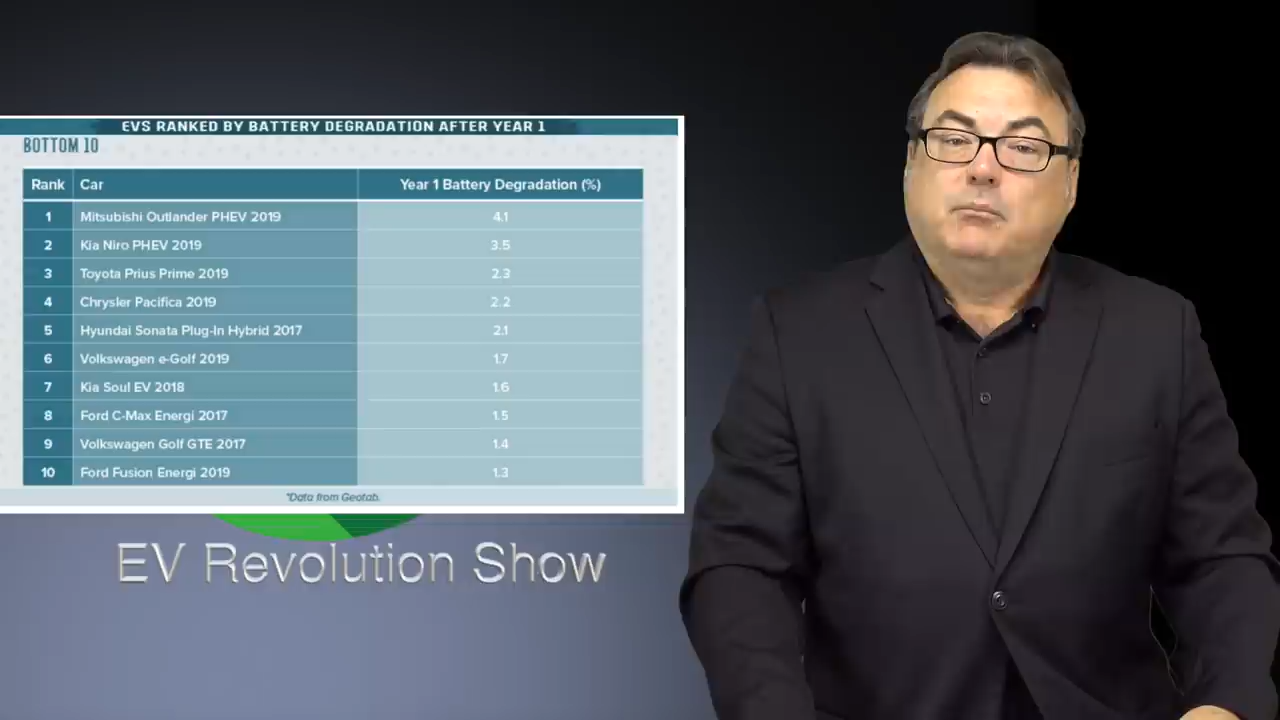 EVS RANKED BY BATTERY DEGRADATION AFTER YEAR 1
BOTTOM 10
Rank Car Year 1 Battery Degradation (%)
1 Mitsubishi Outlander PHEV 2019 4.1
2 Kia Niro PHEV 2019 3.5
3 Toyota Prius Prime 2019 2.3
4 Chrysler Pacifica 2019 2.2
5 Hyundai Sonata Plug-In Hybrid 2017 2.1
6 Volkswagen e-Golf 2019 1.7
7 Kia Soul EV 2018 1.6
8 Ford C-Max Energi 2017 1.5
9 Volkswagen Golf GTE 2017 1.4
10 Ford Fusion Energi 2019 1.3
*Data from Geotab.
EV Revolution Show